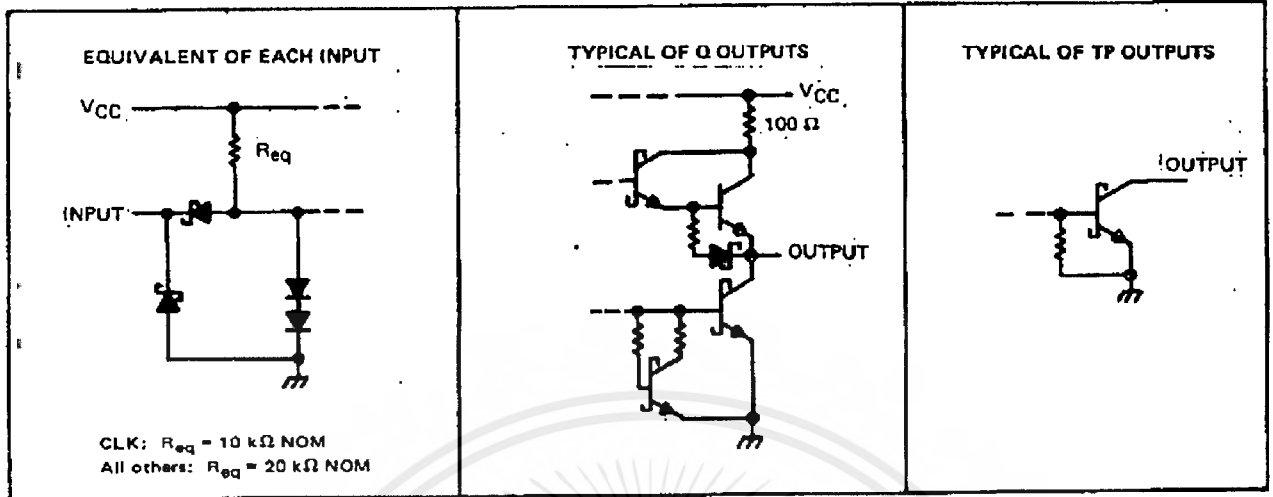 EQUIVALENT OF EACH INPUT
VCC
Req
INPUT
CLK: Req = 10 kΩ NOM
All others: Req = 20 kΩ NOM
TYPICAL OF Q OUTPUTS
VCC
100 Ω
OUTPUT
TYPICAL OF TP OUTPUTS
OUTPUT